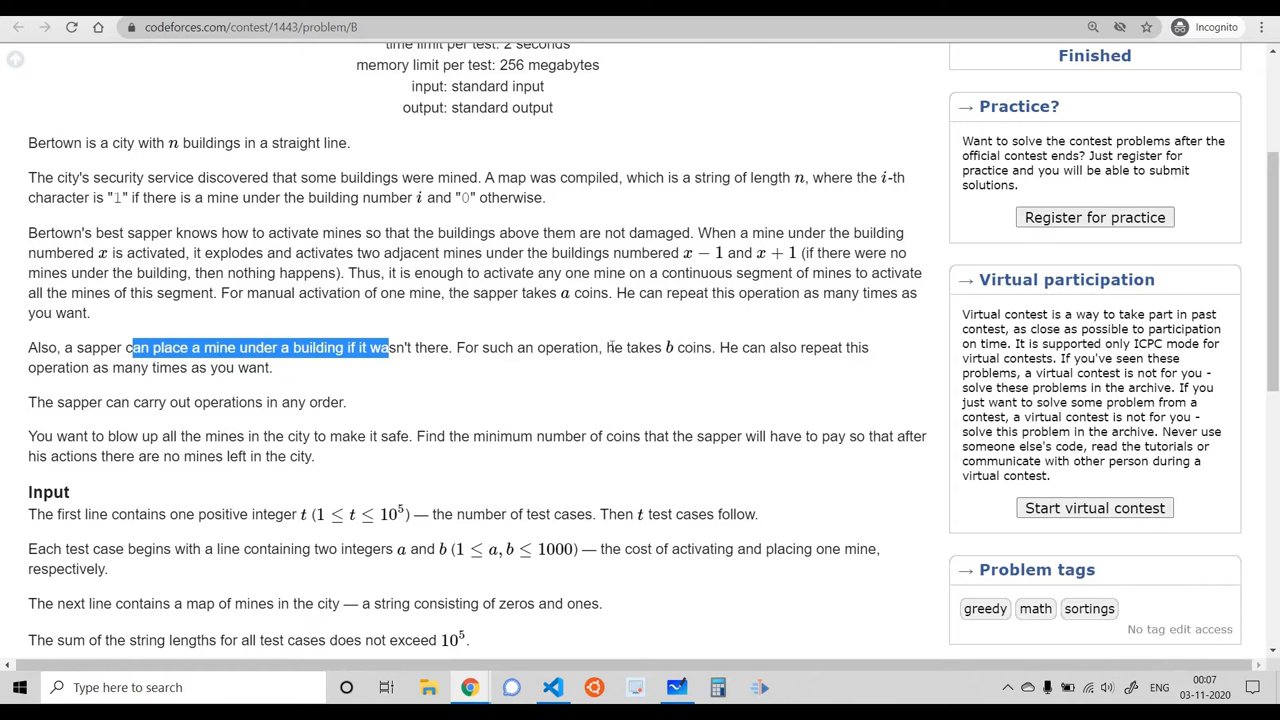 codeforces.com/contest/1443/problem/B
Incognito
time limit per test: 2 seconds
memory limit per test: 256 megabytes
input: standard input
output: standard output
Bertown is a city with n buildings in a straight line.
The city's security service discovered that some buildings were mined. A map was compiled, which is a string of length n, where the i-th
character is "1" if there is a mine under the building number i and "0" otherwise.
Bertown's best sapper knows how to activate mines so that the buildings above them are not damaged. When a mine under the building
numbered x is activated, it explodes and activates two adjacent mines under the buildings numbered x − 1 and x + 1 (if there were no
mines under the building, then nothing happens). Thus, it is enough to activate any one mine on a continuous segment of mines to activate
all the mines of this segment. For manual activation of one mine, the sapper takes a coins. He can repeat this operation as many times as
you want.
Also, a sapper can place a mine under a building if it wasn't there. For such an operation, he takes b coins. He can also repeat this
operation as many times as you want.
The sapper can carry out operations in any order.
You want to blow up all the mines in the city to make it safe. Find the minimum number of coins that the sapper will have to pay so that after
his actions there are no mines left in the city.
Input
The first line contains one positive integer t (1 ≤ t ≤ 10^5) — the number of test cases. Then t test cases follow.
Each test case begins with a line containing two integers a and b (1 ≤ a, b ≤ 1000) — the cost of activating and placing one mine,
respectively.
The next line contains a map of mines in the city — a string consisting of zeros and ones.
The sum of the string lengths for all test cases does not exceed 10^5.
Finished
→ Practice?
Want to solve the contest problems after the
official contest ends? Just register for
practice and you will be able to submit
solutions.
Register for practice
→ Virtual participation
Virtual contest is a way to take part in past
contest, as close as possible to participation
on time. It is supported only ICPC mode for
virtual contests. If you've seen these
problems, a virtual contest is not for you -
solve these problems in the archive. If you
just want to solve some problem from a
contest, a virtual contest is not for you -
solve this problem in the archive. Never use
someone else's code, read the tutorials or
communicate with other person during a
virtual contest.
Start virtual contest
→ Problem tags
greedy math sortings
No tag edit access
Type here to search
ENG
00:07
03-11-2020